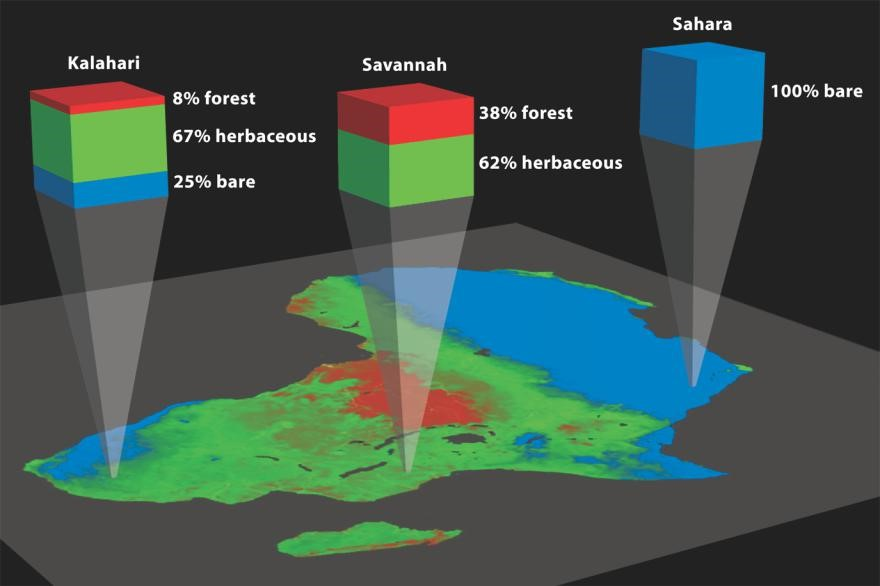 Kalahari
8% forest
67% herbaceous
25% bare
Savannah
38% forest
62% herbaceous
Sahara
100% bare